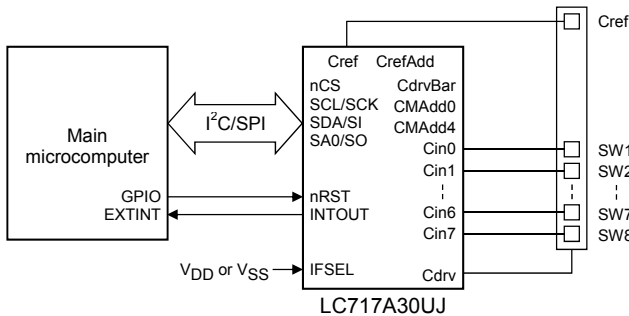 Cref
Cref CrefAdd
nCS CdrvBar
SCL/SCK CMAdd0
SDA/SI CMAdd4
SA0/SO Cin0 SW1
I²C/SPI
Main
microcomputer
Cin1 SW2
GPIO nRST Cin6 SW7
EXTINT INTOUT Cin7 SW8
VDD or VSS IFSEL Cdrv
LC717A30UJ